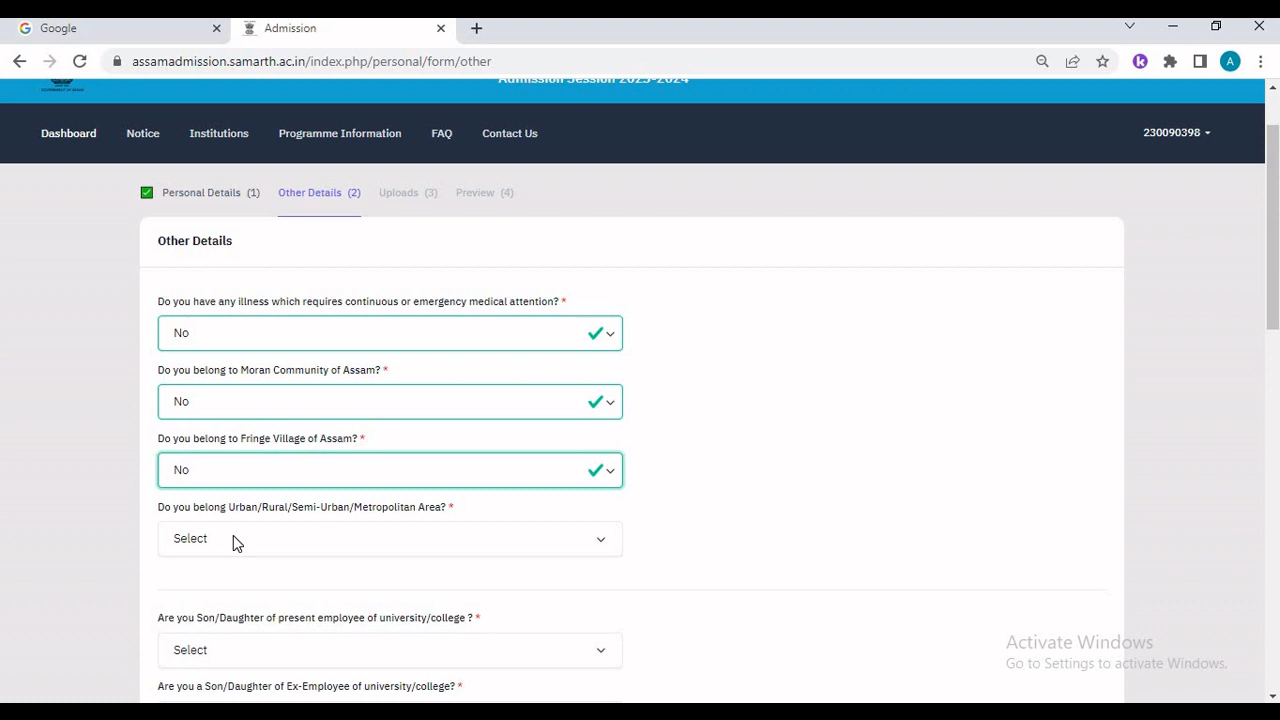 Google
Admission
assamadmission.samarth.ac.in/index.php/personal/form/other
A
Admission Session 2023-2024
Dashboard Notice Institutions Programme Information FAQ Contact Us 230090398
Personal Details (1) Other Details (2) Uploads (3) Preview (4)
Other Details
Do you have any illness which requires continuous or emergency medical attention? *
No
Do you belong to Moran Community of Assam? *
No
Do you belong to Fringe Village of Assam? *
No
Do you belong Urban/Rural/Semi-Urban/Metropolitan Area? *
Select
Are you Son/Daughter of present employee of university/college ? *
Select
Are you a Son/Daughter of Ex-Employee of university/college? *
Activate Windows
Go to Settings to activate Windows.